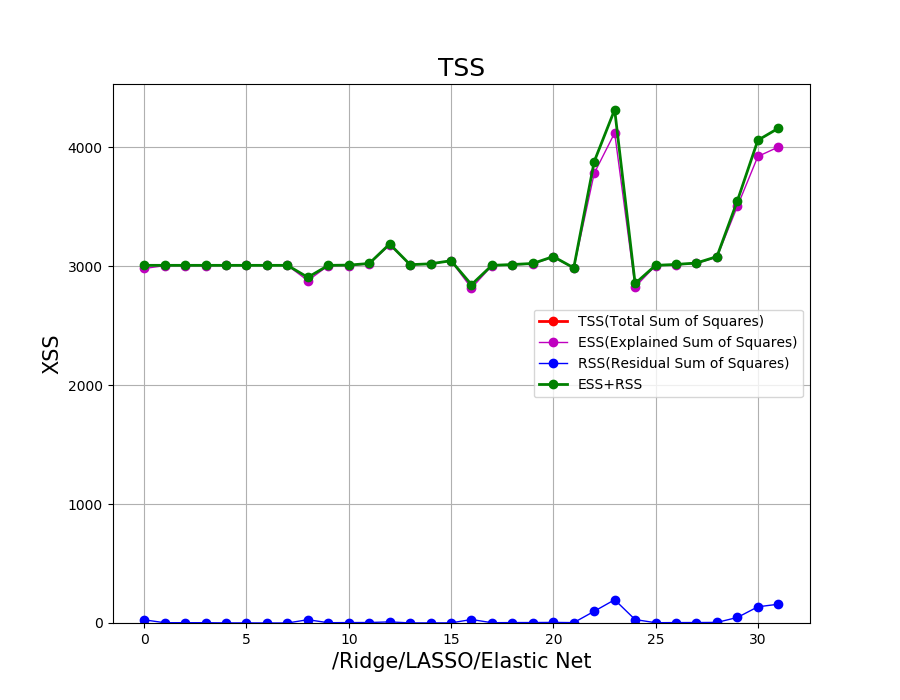 TSS
XSS
4000
3000
2000
1000
0
TSS(Total Sum of Squares)
ESS(Explained Sum of Squares)
RSS(Residual Sum of Squares)
ESS+RSS
0 5 10 15 20 25 30
/Ridge/LASSO/Elastic Net